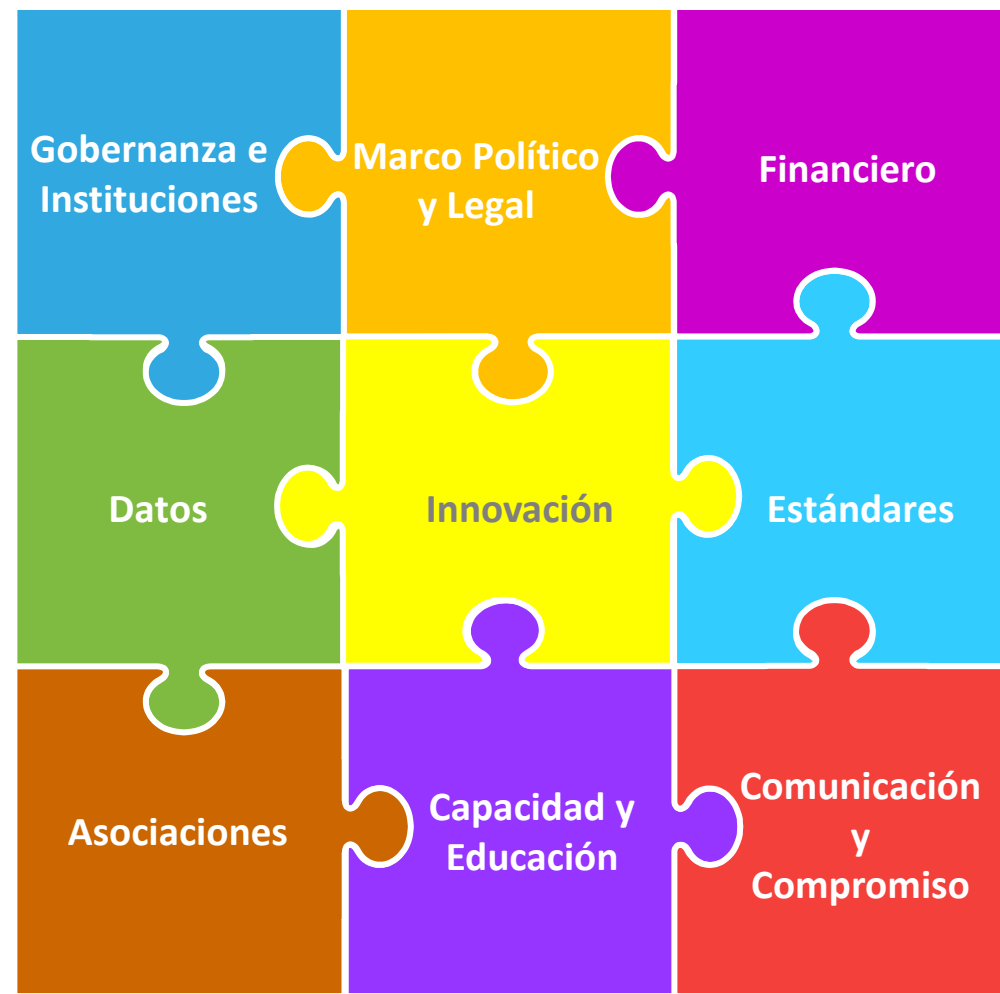 Gobernanza e
Instituciones
Marco Político
y Legal
Financiero
Datos
Innovación
Estándares
Asociaciones
Capacidad y
Educación
Comunicación
y
Compromiso